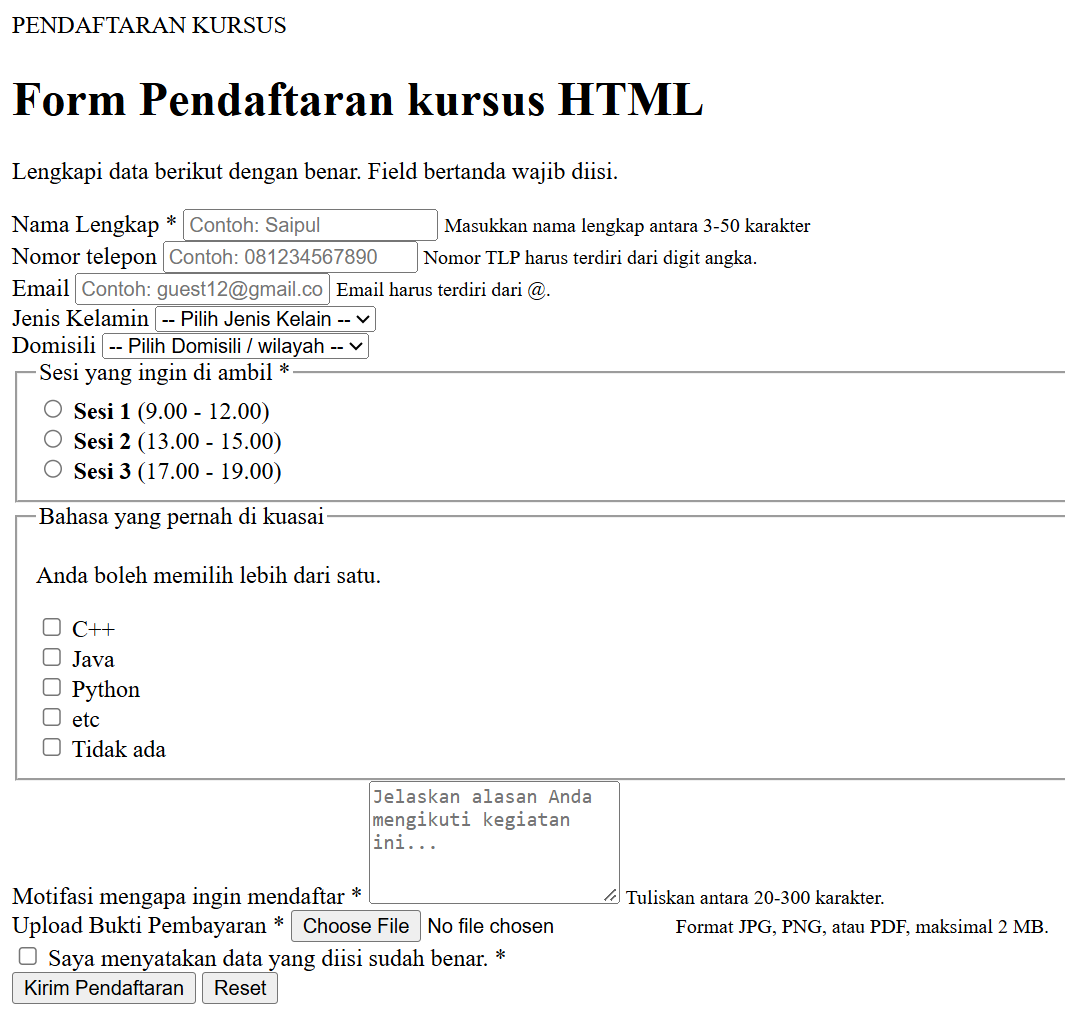 PENDAFTARAN KURSUS
Form Pendaftaran kursus HTML
Lengkapi data berikut dengan benar. Field bertanda wajib diisi.
Nama Lengkap * Contoh: Saipul Masukkan nama lengkap antara 3-50 karakter
Nomor telepon Contoh: 081234567890 Nomor TLP harus terdiri dari digit angka.
Email Contoh: guest12@gmail.co Email harus terdiri dari @.
Jenis Kelamin -- Pilih Jenis Kelain --
Domisili -- Pilih Domisili / wilayah --
Sesi yang ingin di ambil *
Sesi 1 (9.00 - 12.00)
Sesi 2 (13.00 - 15.00)
Sesi 3 (17.00 - 19.00)
Bahasa yang pernah di kuasai
Anda boleh memilih lebih dari satu.
C++
Java
Python
etc
Tidak ada
Jelaskan alasan Anda
mengikuti kegiatan
ini...
Motifasi mengapa ingin mendaftar * Tuliskan antara 20-300 karakter.
Upload Bukti Pembayaran * Choose File No file chosen Format JPG, PNG, atau PDF, maksimal 2 MB.
Saya menyatakan data yang diisi sudah benar. *
Kirim Pendaftaran Reset